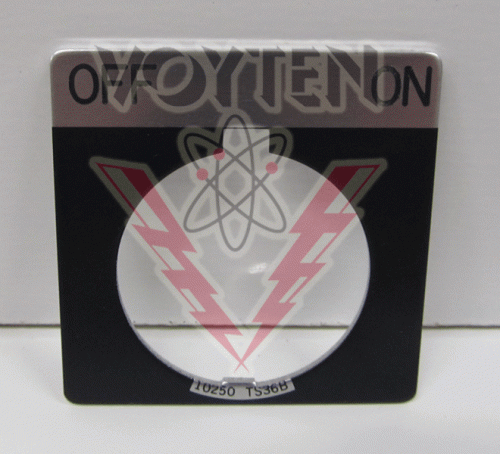 VOYTEN
OFF ON
10250 TS36B